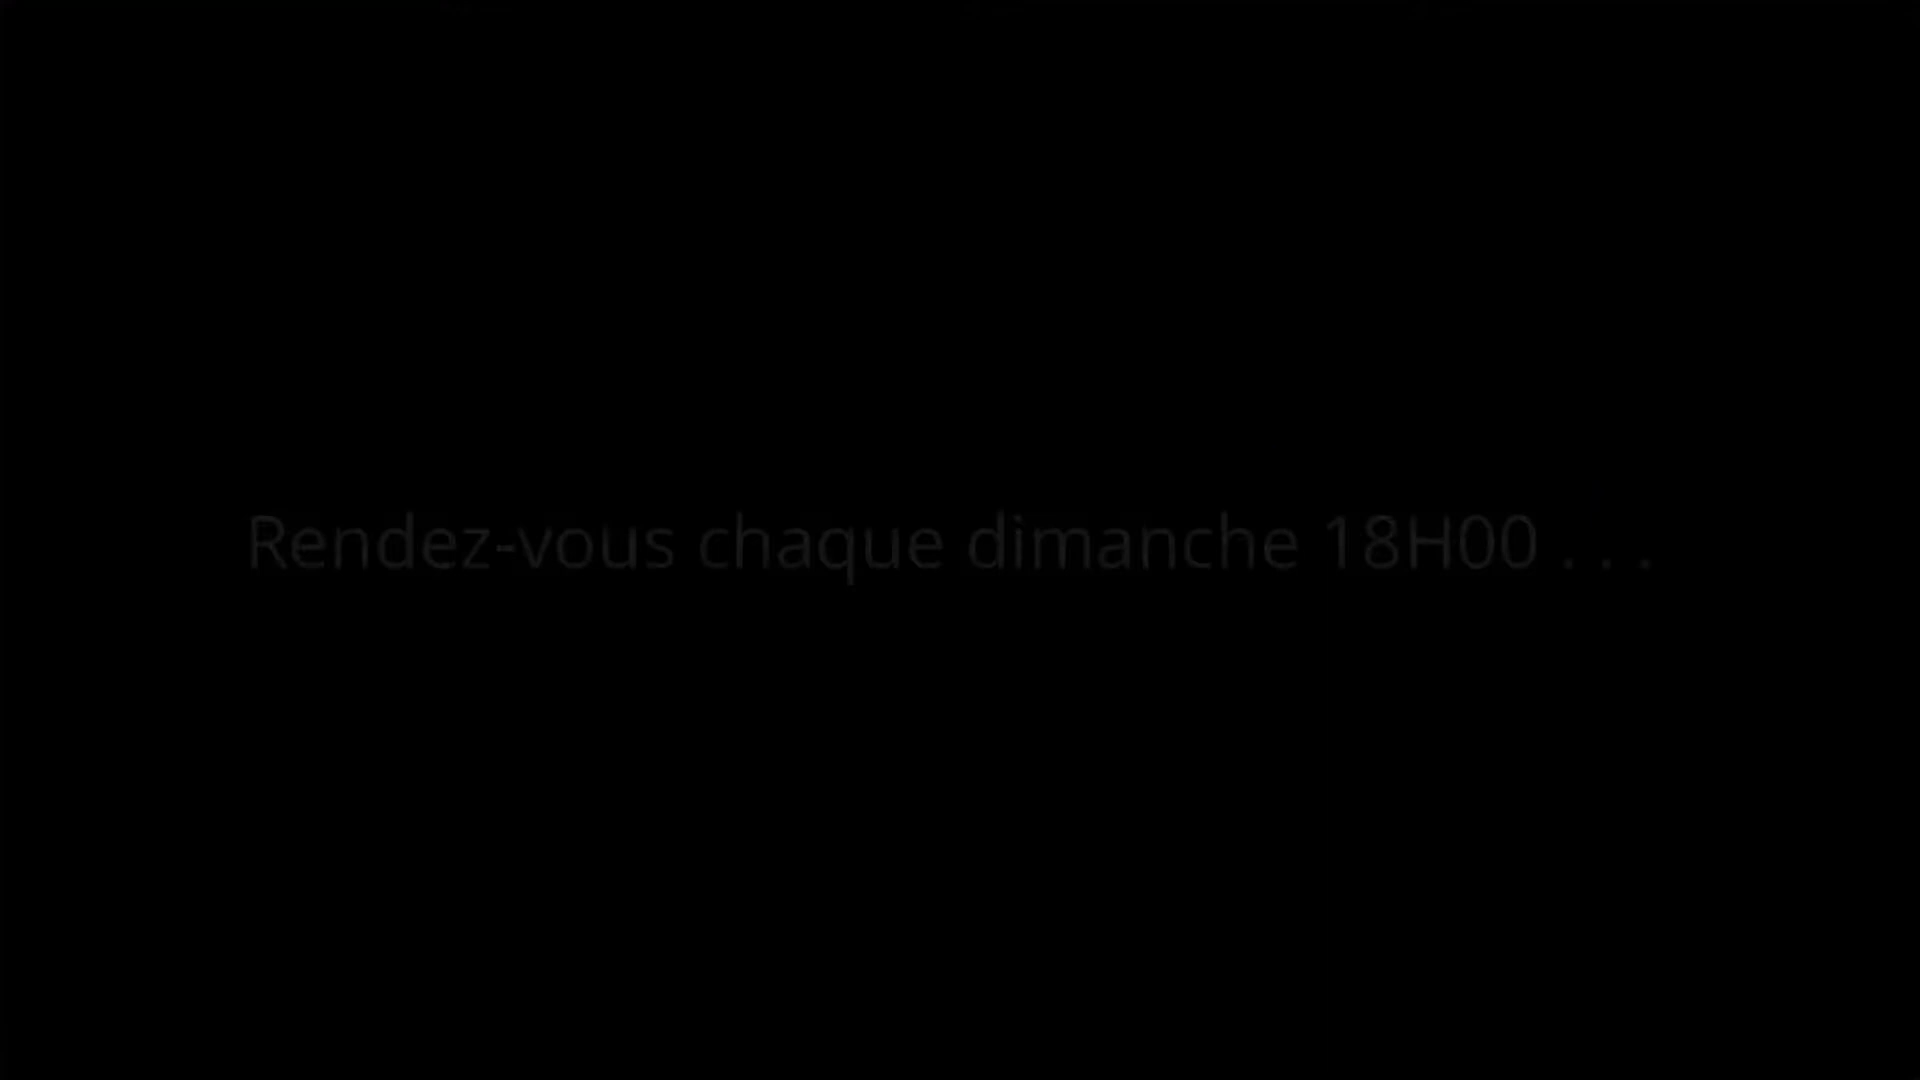 Rendez-vous chaque dimanche 18H00 . . .